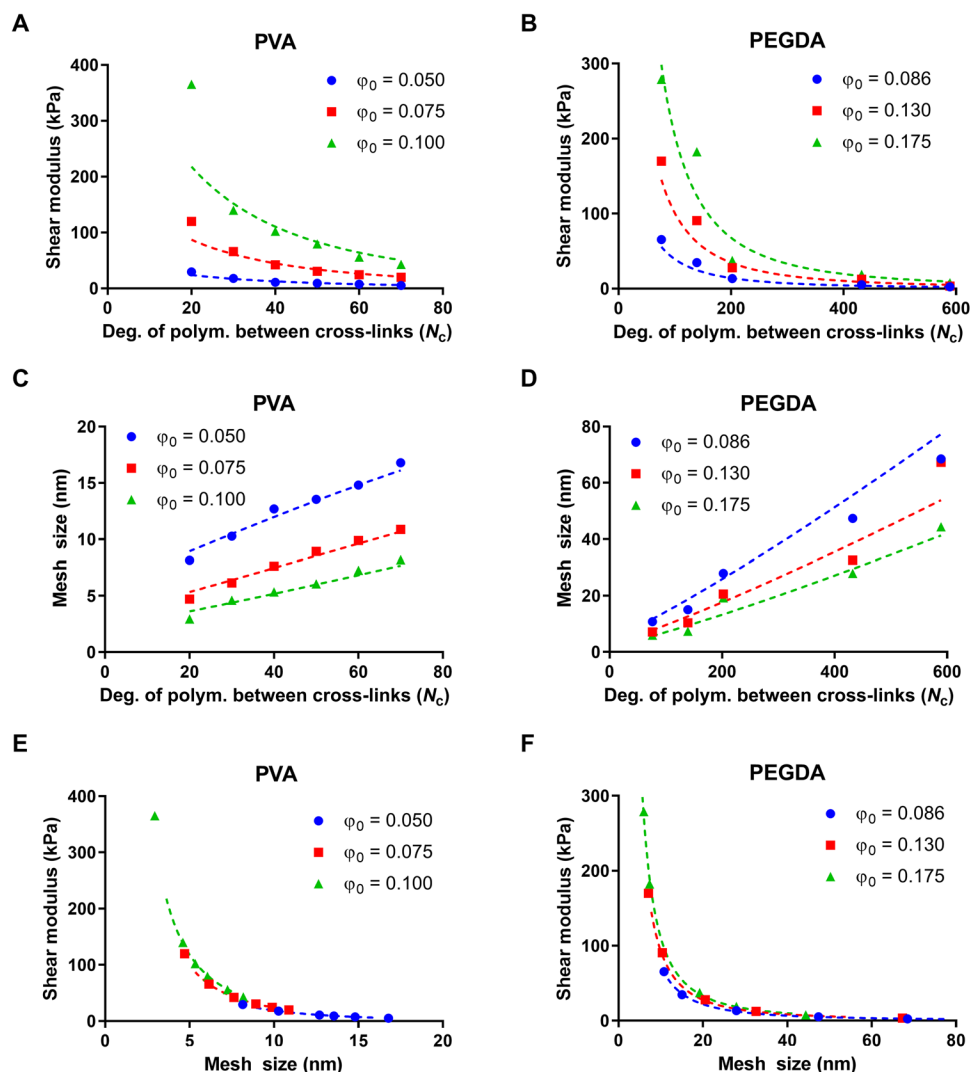 A
PVA
Shear modulus (kPa)
400
300
200
100
0
0 20 40 60 80
Deg. of polym. between cross-links (Nc)
φ0 = 0.050
φ0 = 0.075
φ0 = 0.100
B
PEGDA
Shear modulus (kPa)
300
200
100
0
0 200 400 600
Deg. of polym. between cross-links (Nc)
φ0 = 0.086
φ0 = 0.130
φ0 = 0.175
C
PVA
Mesh size (nm)
20
15
10
5
0
0 20 40 60 80
Deg. of polym. between cross-links (Nc)
φ0 = 0.050
φ0 = 0.075
φ0 = 0.100
D
PEGDA
Mesh size (nm)
80
60
40
20
0
0 200 400 600
Deg. of polym. between cross-links (Nc)
φ0 = 0.086
φ0 = 0.130
φ0 = 0.175
E
PVA
Shear modulus (kPa)
400
300
200
100
0
0 5 10 15 20
Mesh size (nm)
φ0 = 0.050
φ0 = 0.075
φ0 = 0.100
F
PEGDA
Shear modulus (kPa)
300
200
100
0
0 20 40 60 80
Mesh size (nm)
φ0 = 0.086
φ0 = 0.130
φ0 = 0.175